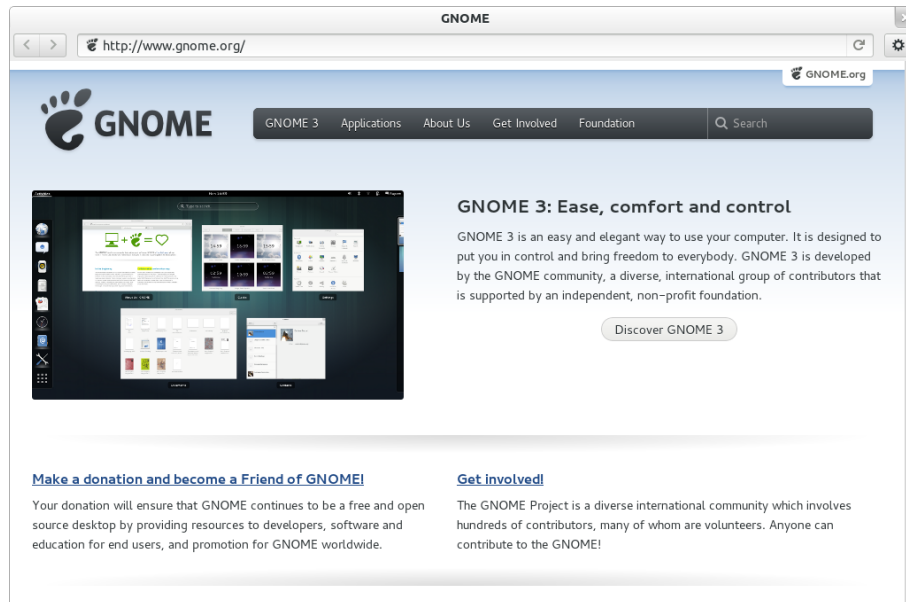 GNOME
http://www.gnome.org/
GNOME.org
GNOME
GNOME 3 Applications About Us Get Involved Foundation Search
GNOME 3: Ease, comfort and control
GNOME 3 is an easy and elegant way to use your computer. It is designed to
put you in control and bring freedom to everybody. GNOME 3 is developed
by the GNOME community, a diverse, international group of contributors that
is supported by an independent, non-profit foundation.
Discover GNOME 3
Make a donation and become a Friend of GNOME!
Your donation will ensure that GNOME continues to be a free and open
source desktop by providing resources to developers, software and
education for end users, and promotion for GNOME worldwide.
Get involved!
The GNOME Project is a diverse international community which involves
hundreds of contributors, many of whom are volunteers. Anyone can
contribute to the GNOME!